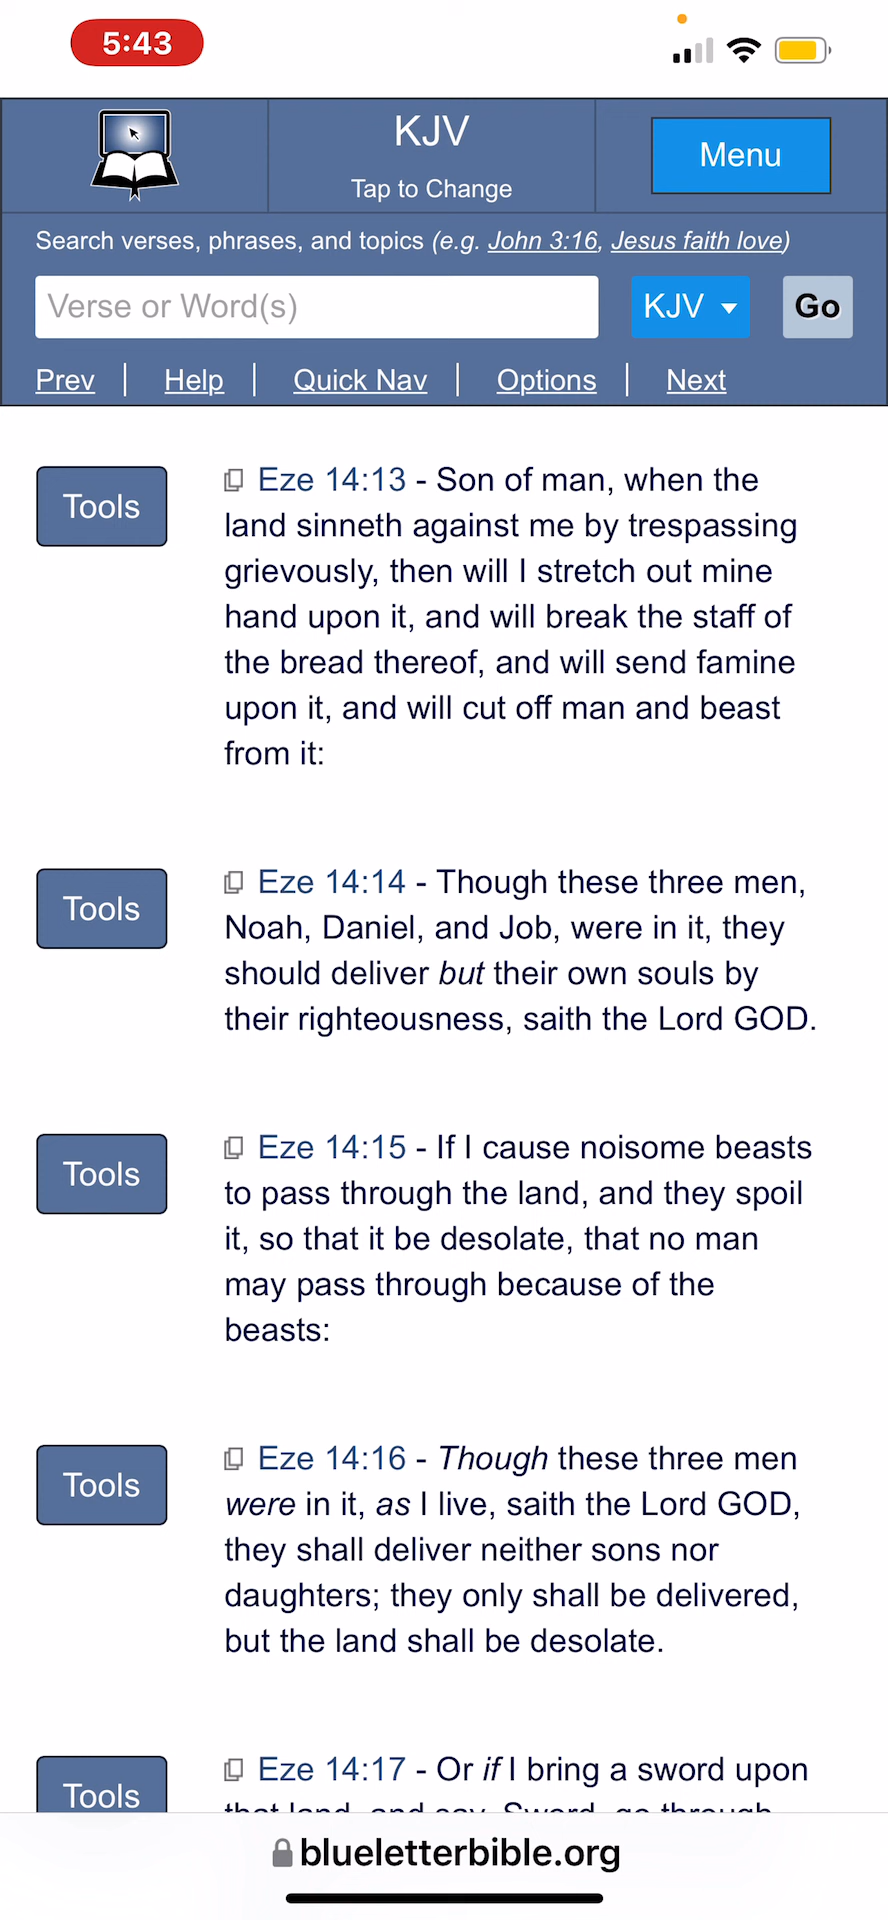 5:43
KJV
Tap to Change
Menu
Search verses, phrases, and topics (e.g. John 3:16, Jesus faith love)
Verse or Word(s)
KJV
Go
Prev | Help | Quick Nav | Options | Next
Tools
Eze 14:13 - Son of man, when the
land sinneth against me by trespassing
grievously, then will I stretch out mine
hand upon it, and will break the staff of
the bread thereof, and will send famine
upon it, and will cut off man and beast
from it:
Tools
Eze 14:14 - Though these three men,
Noah, Daniel, and Job, were in it, they
should deliver but their own souls by
their righteousness, saith the Lord GOD.
Tools
Eze 14:15 - If I cause noisome beasts
to pass through the land, and they spoil
it, so that it be desolate, that no man
may pass through because of the
beasts:
Tools
Eze 14:16 - Though these three men
were in it, as I live, saith the Lord GOD,
they shall deliver neither sons nor
daughters; they only shall be delivered,
but the land shall be desolate.
Tools
Eze 14:17 - Or if I bring a sword upon
that land, and say, Sword, go through
blueletterbible.org